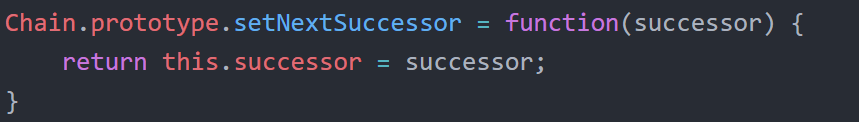 Chain.prototype.setNextSuccessor = function(successor) {
    return this.successor = successor;
}